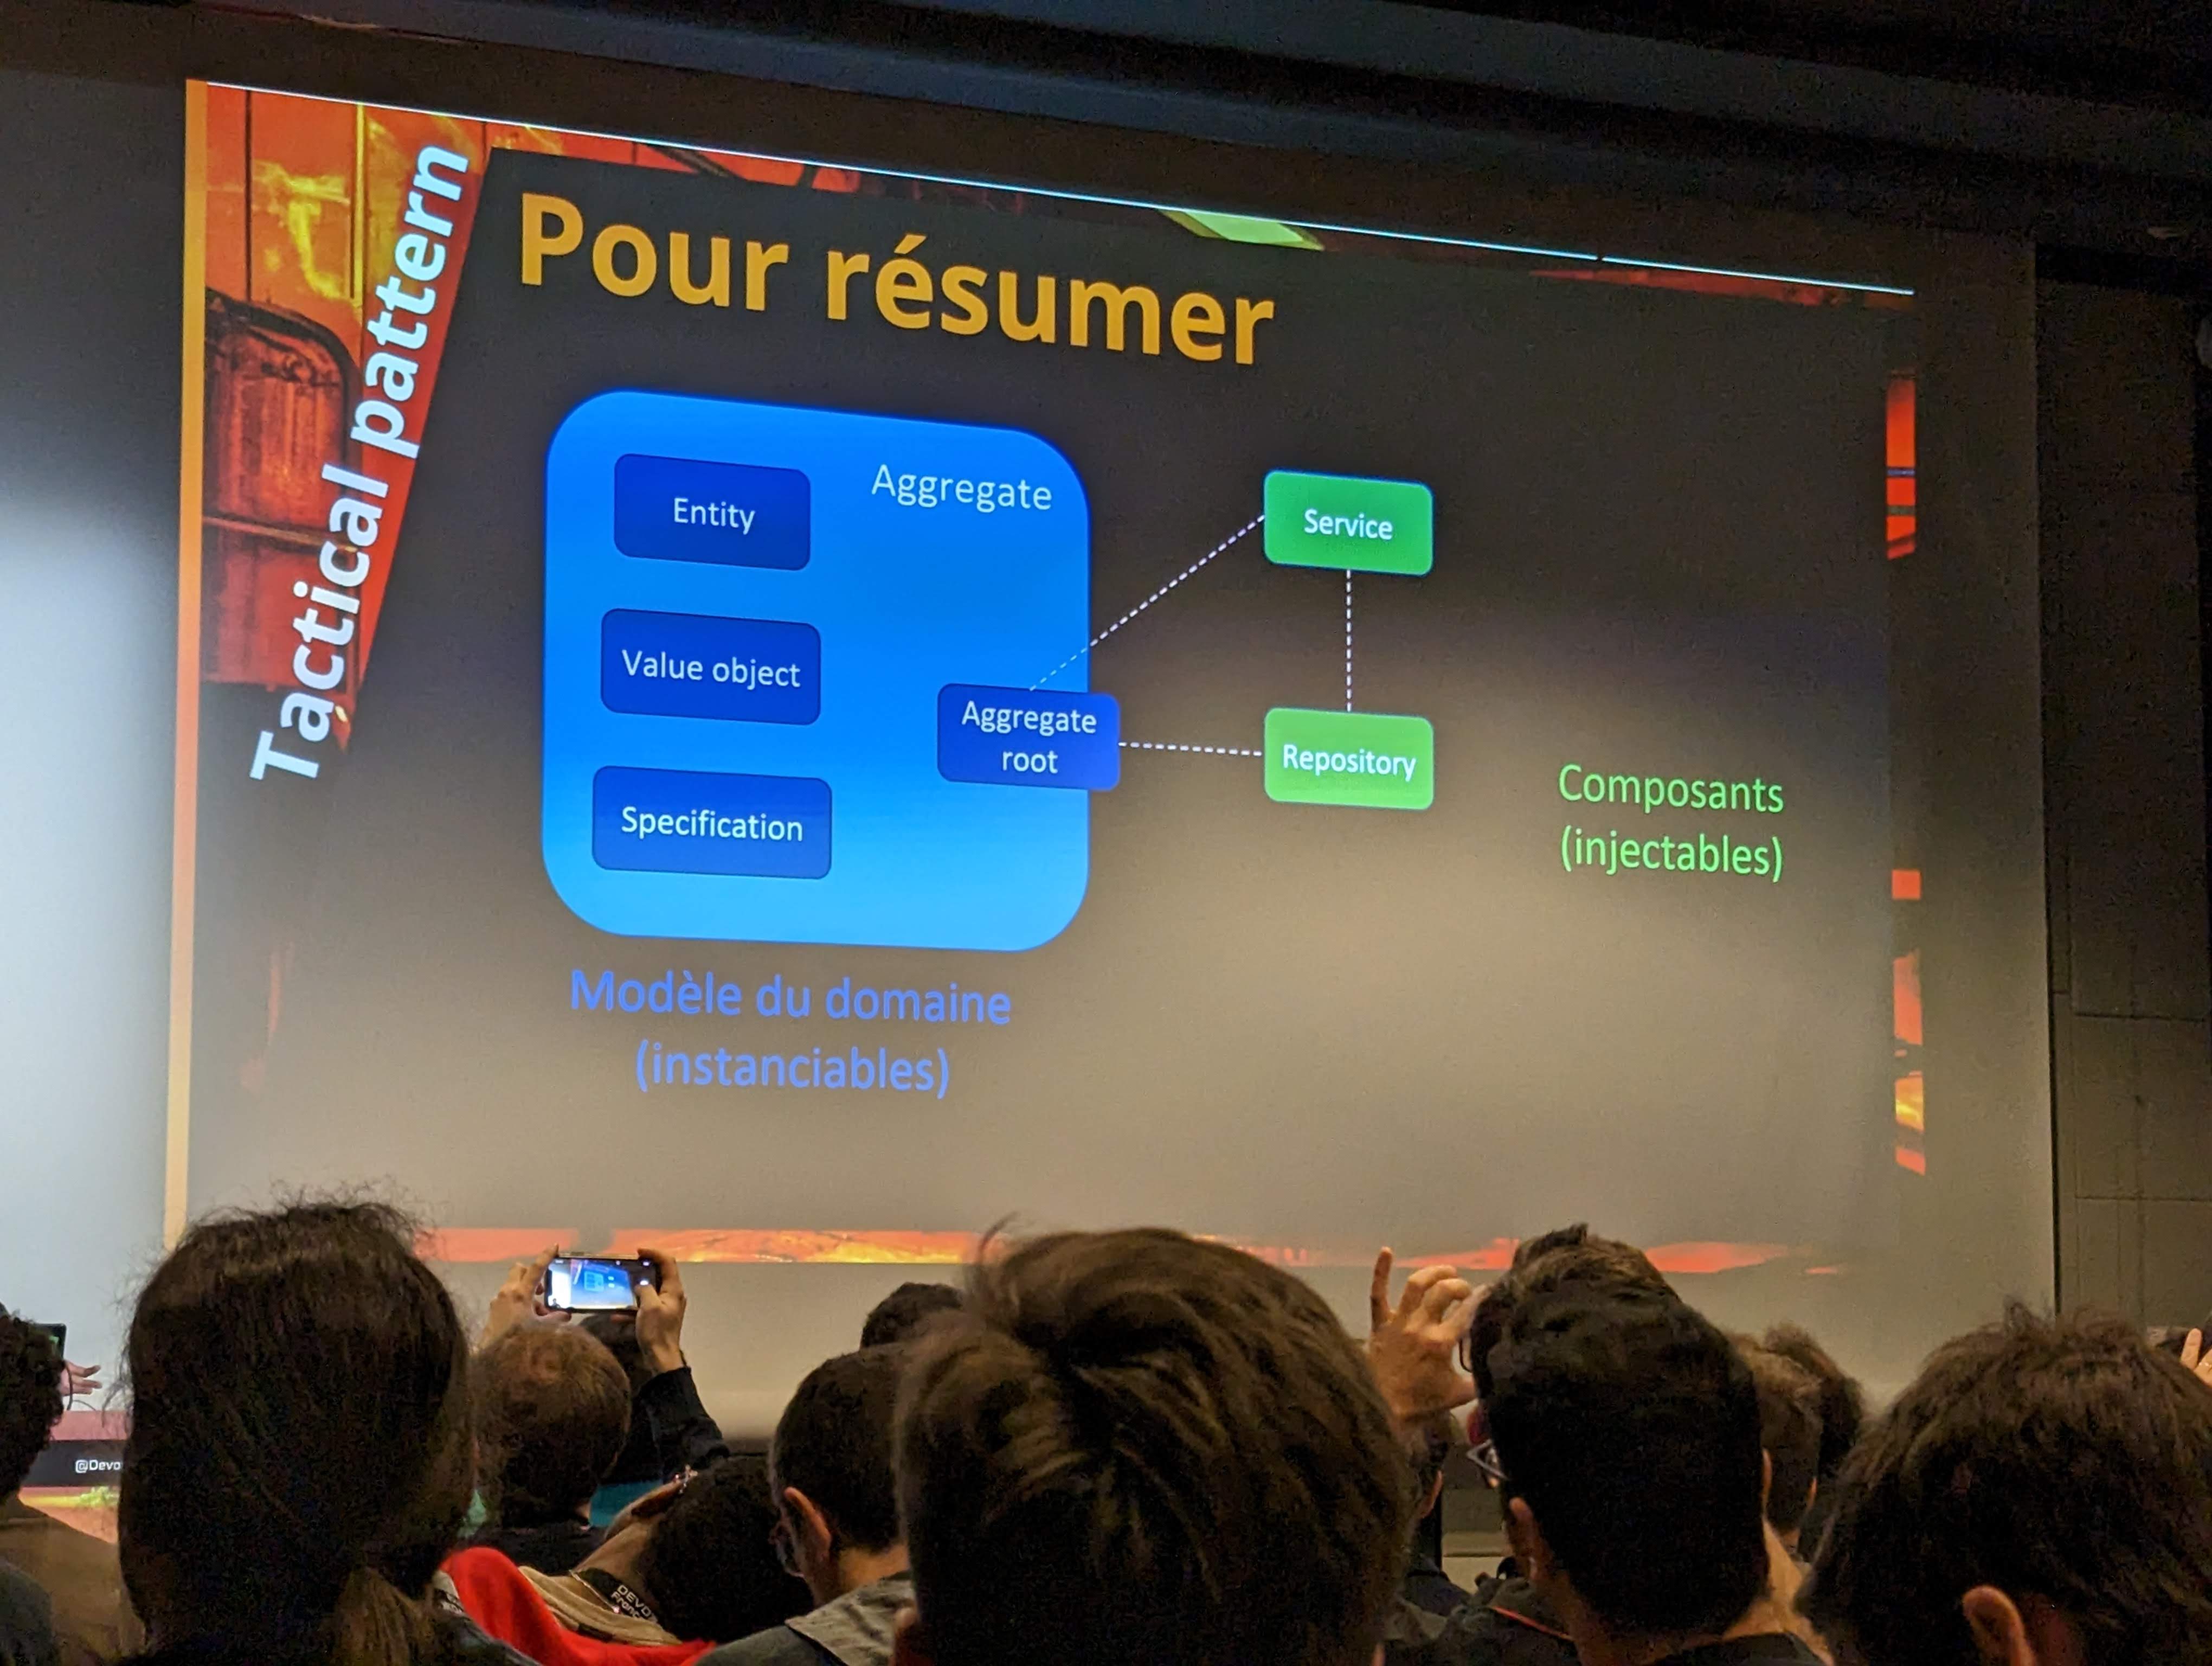 Tactical pattern
Pour résumer
Aggregate
Entity
Value object
Specification
Aggregate
root
Service
Repository
Composants
(injectables)
Modèle du domaine
(instanciables)